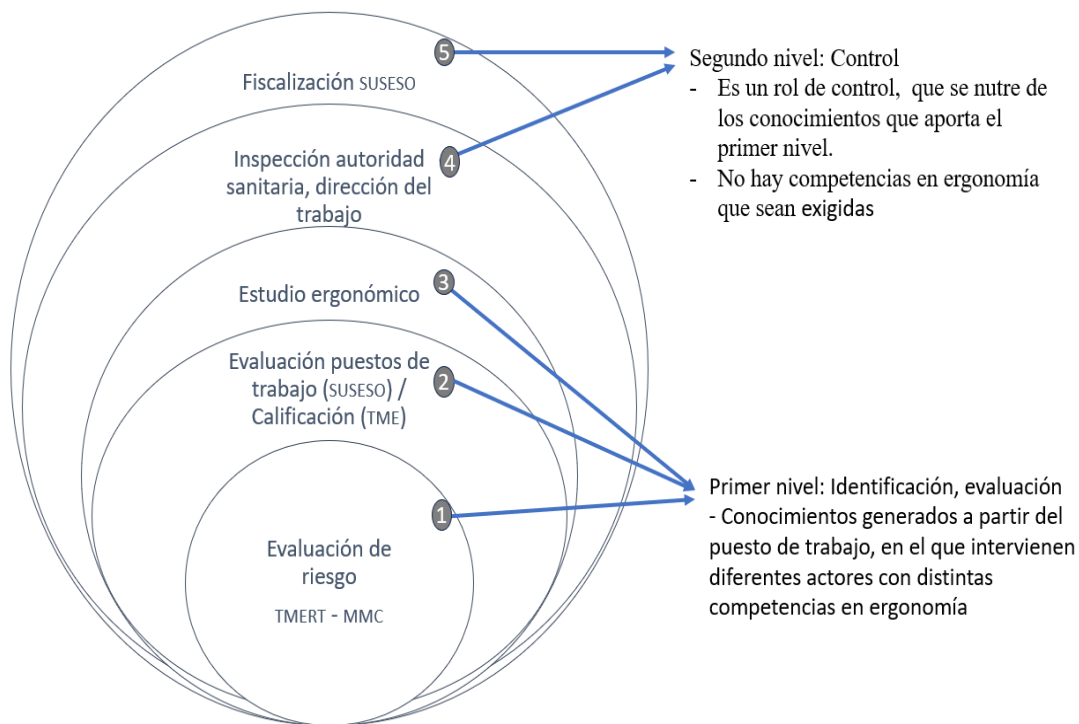 5
Fiscalización SUSESO
Inspección autoridad
sanitaria, dirección del
trabajo
4
3
Estudio ergonómico
Evaluación puestos de
trabajo (SUSESO) /
Calificación (TME)
2
1
Evaluación de
riesgo
TMERT - MMC
Segundo nivel: Control
- Es un rol de control, que se nutre de
los conocimientos que aporta el
primer nivel.
- No hay competencias en ergonomía
que sean exigidas
Primer nivel: Identificación, evaluación
- Conocimientos generados a partir del
puesto de trabajo, en el que intervienen
diferentes actores con distintas
competencias en ergonomía